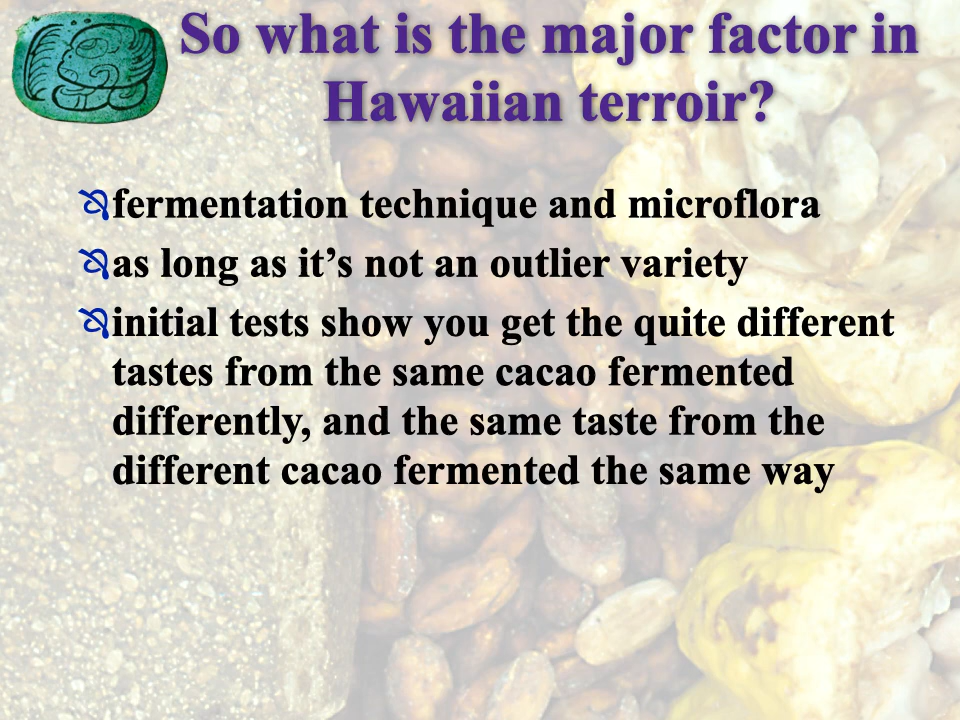 So what is the major factor in
Hawaiian terroir?
fermentation technique and microflora
as long as it’s not an outlier variety
initial tests show you get the quite different
tastes from the same cacao fermented
differently, and the same taste from the
different cacao fermented the same way